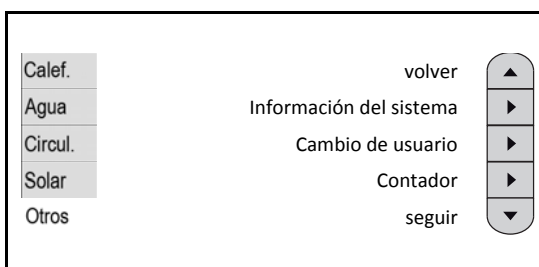 Calef. volver
Agua Información del sistema
Circul. Cambio de usuario
Solar Contador
Otros seguir